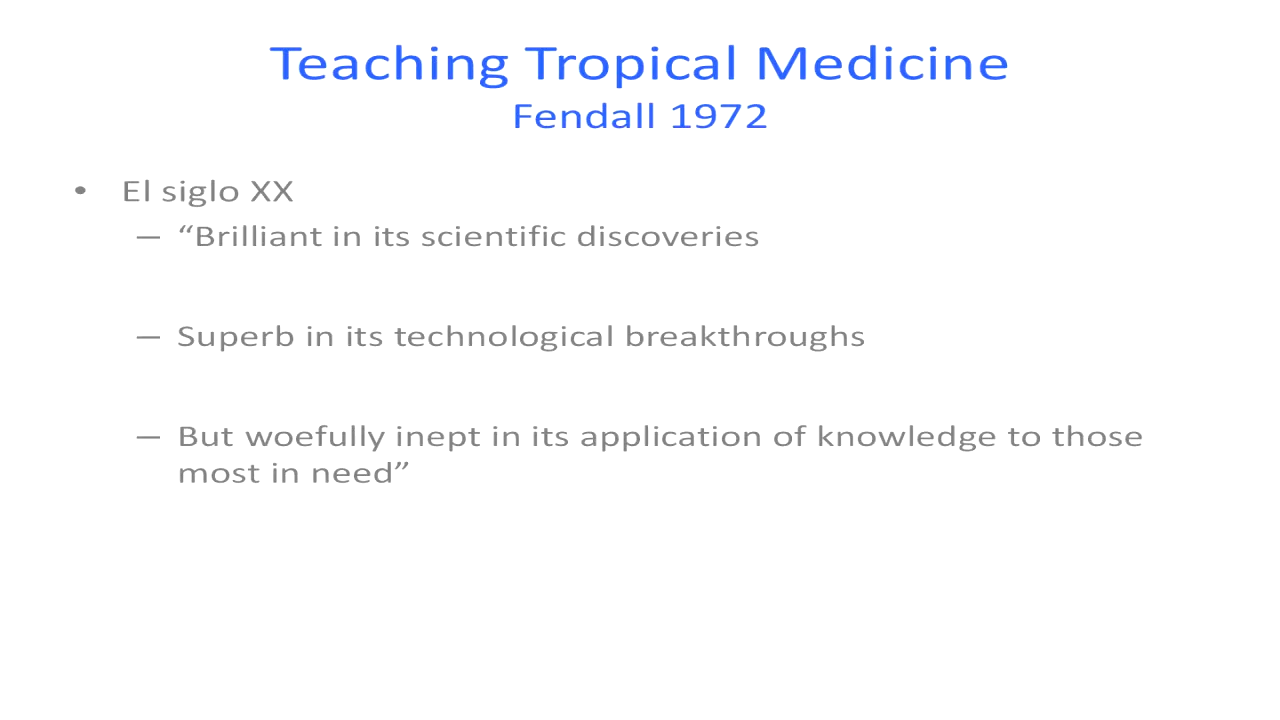 Teaching Tropical Medicine
Fendall 1972
• El siglo XX
– “Brilliant in its scientific discoveries
– Superb in its technological breakthroughs
– But woefully inept in its application of knowledge to those
most in need”